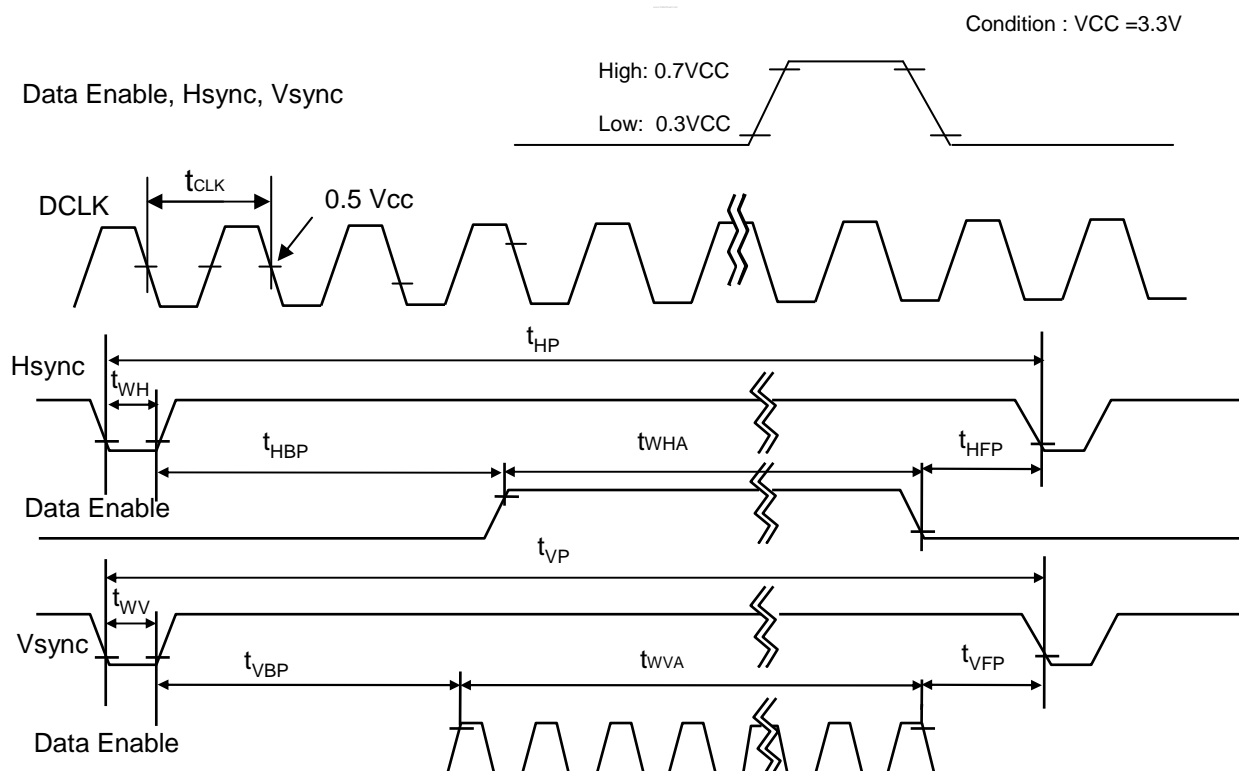 Condition : VCC =3.3V
High: 0.7VCC
Data Enable, Hsync, Vsync
Low: 0.3VCC
tCLK
DCLK
0.5 Vcc
tHP
Hsync
tWH
tHBP
tWHA
tHFP
Data Enable
tVP
tWV
Vsync
tVBP
tWVA
tVFP
Data Enable